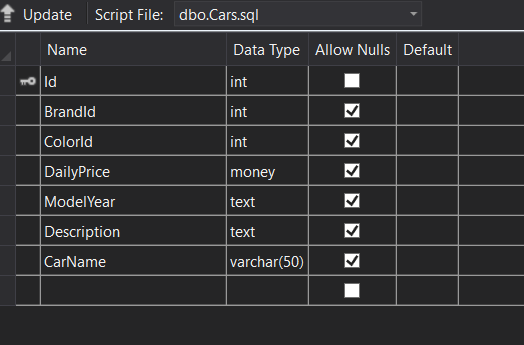 Update Script File: dbo.Cars.sql
Name Data Type Allow Nulls Default
Id int
BrandId int
ColorId int
DailyPrice money
ModelYear text
Description text
CarName varchar(50)